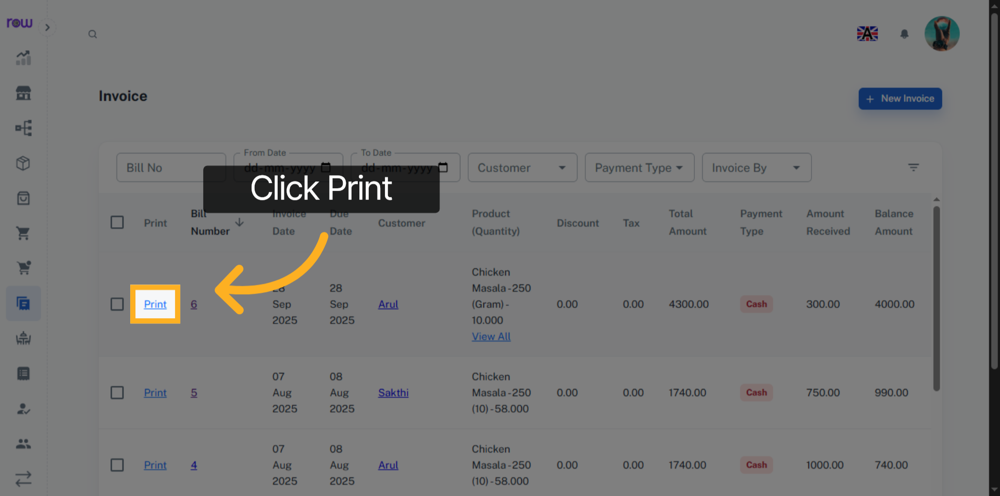 row
A
Invoice
+ New Invoice
Bill No
From Date
dd-mm-yyyy
To Date
dd-mm-yyyy
Customer
Payment Type
Invoice By
Click Print
Print
Bill
Number
Invoice
Date
Due
Date
Customer
Product
(Quantity)
Discount
Tax
Total
Amount
Payment
Type
Amount
Received
Balance
Amount
Print
6
28
Sep
2025
28
Sep
2025
Arul
Chicken
Masala - 250
(Gram) -
10.000
View All
0.00
0.00
4300.00
Cash
300.00
4000.00
Print
5
07
Aug
2025
08
Aug
2025
Sakthi
Chicken
Masala - 250
(10) - 58.000
0.00
0.00
1740.00
Cash
750.00
990.00
Print
4
07
Aug
2025
08
Aug
2025
Arul
Chicken
Masala - 250
(10) - 58.000
0.00
0.00
1740.00
Cash
1000.00
740.00